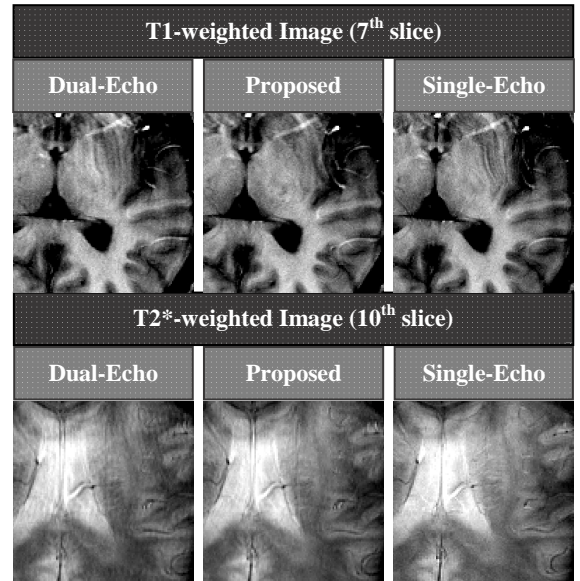 T1-weighted Image (7th slice)
Dual-Echo Proposed Single-Echo
T2*-weighted Image (10th slice)
Dual-Echo Proposed Single-Echo